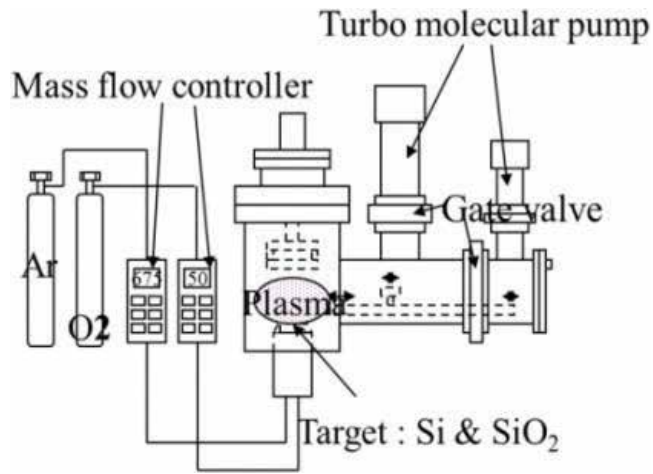 Turbo molecular pump
Mass flow controller
Gate valve
Ar
O2
675
50
Plasma
Target : Si & SiO₂